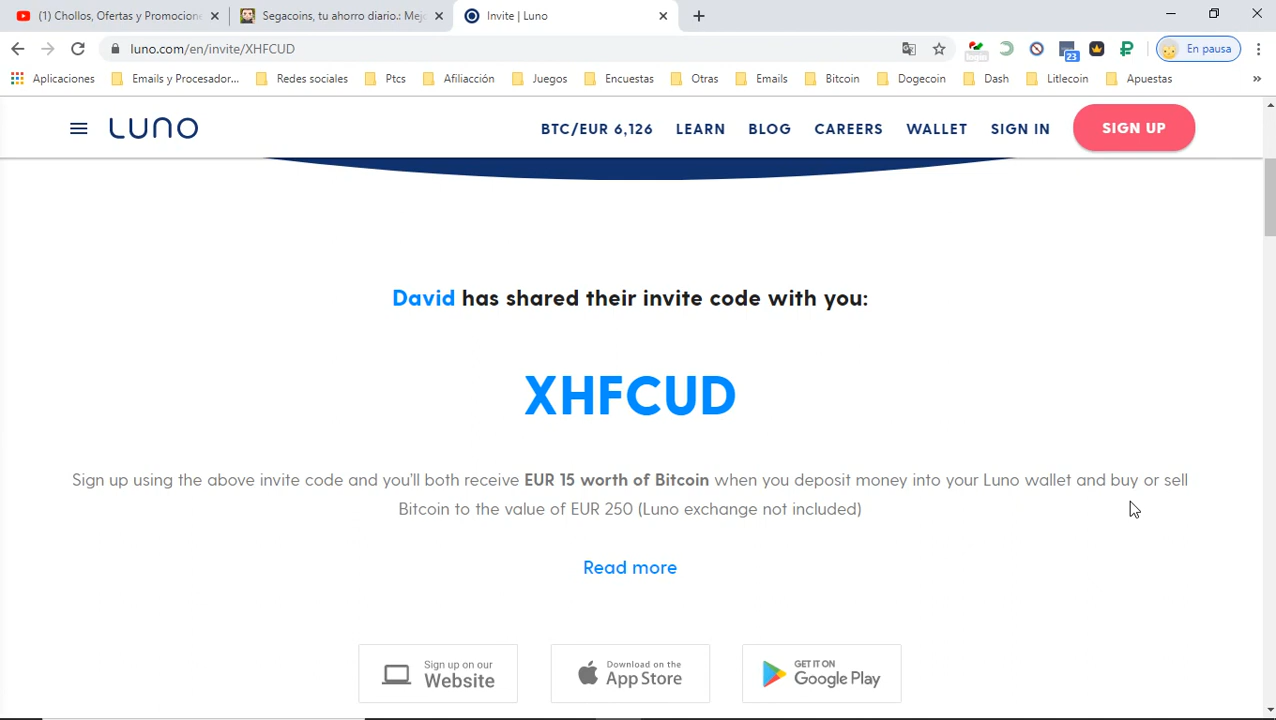 (1) Chollos, Ofertas y Promocione
Segacoins, tu ahorro diario.: Mejo
Invite | Luno
luno.com/en/invite/XHFCUD
23
En pausa
Aplicaciones
Emails y Procesador...
Redes sociales
Ptcs
Afiliacción
Juegos
Encuestas
Otras
Emails
Bitcoin
Dogecoin
Dash
Litlecoin
Apuestas
»
LUNO
BTC/EUR 6,126
LEARN
BLOG
CAREERS
WALLET
SIGN IN
SIGN UP
David has shared their invite code with you:
XHFCUD
Sign up using the above invite code and you'll both receive EUR 15 worth of Bitcoin when you deposit money into your Luno wallet and buy or sell
Bitcoin to the value of EUR 250 (Luno exchange not included)
Read more
Sign up on our
Website
Download on the
App Store
GET IT ON
Google Play